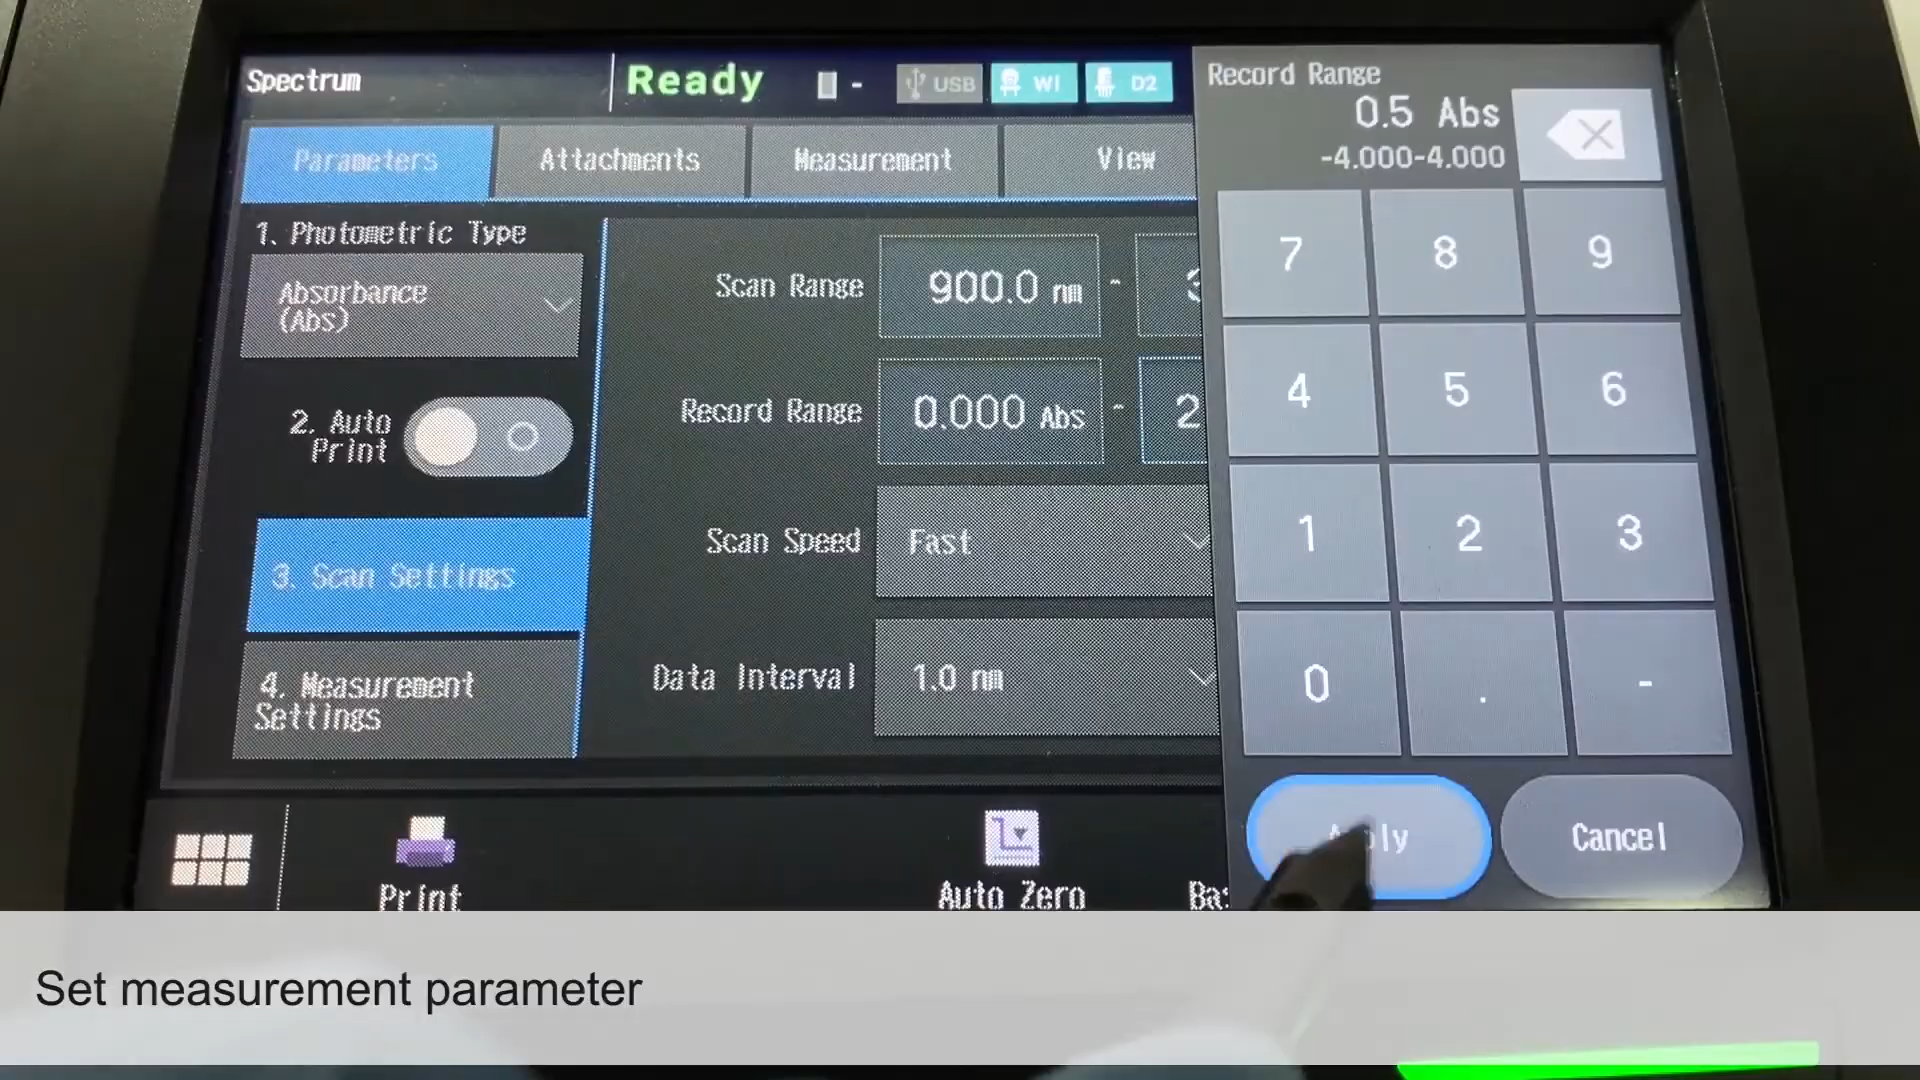 Spectrum
Ready
-
USB
WI
D2
Record Range
0.5 Abs
-4.000-4.000
Parameters
Attachments
Measurement
View
1. Photometric Type
Absorbance
(Abs)
2. Auto
Print
3. Scan Settings
4. Measurement
Settings
Scan Range
900.0 nm
-
Record Range
0.000 Abs
-
2
Scan Speed
Fast
Data Interval
1.0 nm
7
8
9
4
5
6
1
2
3
0
.
-
Apply
Cancel
Print
Auto Zero
Set measurement parameter